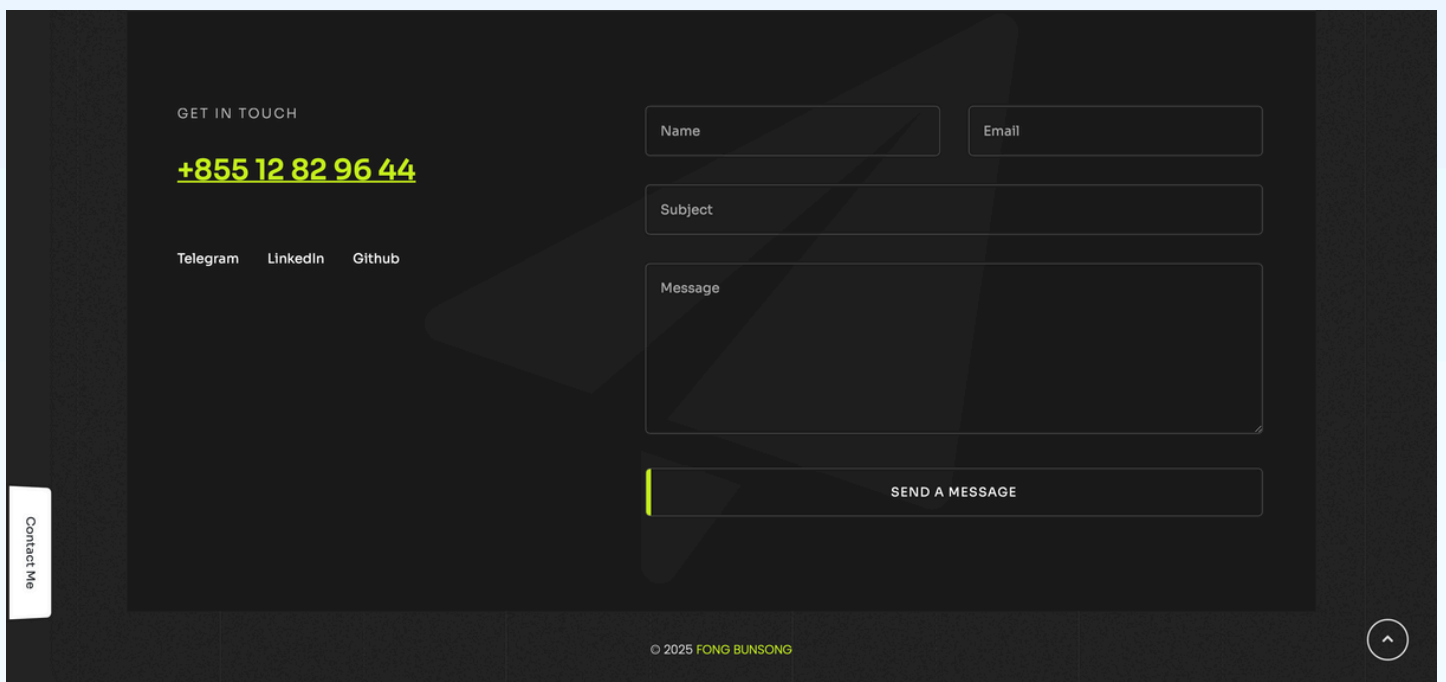 GET IN TOUCH
+855 12 82 96 44
Telegram LinkedIn Github
Name Email
Subject
Message
SEND A MESSAGE
Contact Me
© 2025 FONG BUNSONG